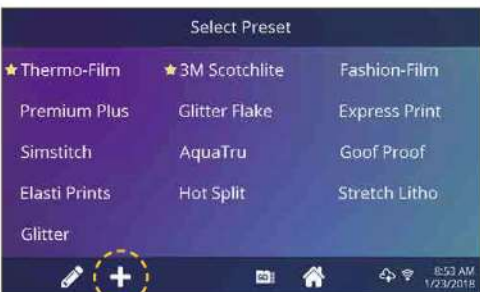 Select Preset
Thermo-Film 3M Scotchlite Fashion-Film
Premium Plus Glitter Flake Express Print
Simstitch AquaTru Goof Proof
Elasti Prints Hot Split Stretch Litho
Glitter
GO
8:53 AM
1/23/2018